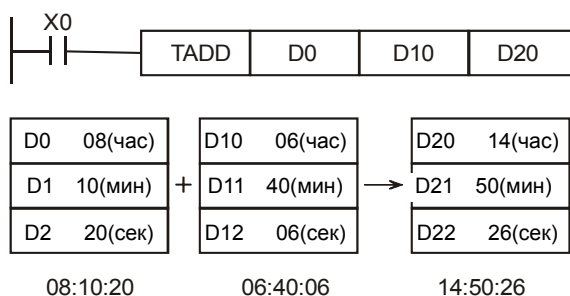 X0
TADD D0 D10 D20
D0 08(час) D10 06(час) D20 14(час)
D1 10(мин) + D11 40(мин) → D21 50(мин)
D2 20(сек) D12 06(сек) D22 26(сек)
08:10:20 06:40:06 14:50:26